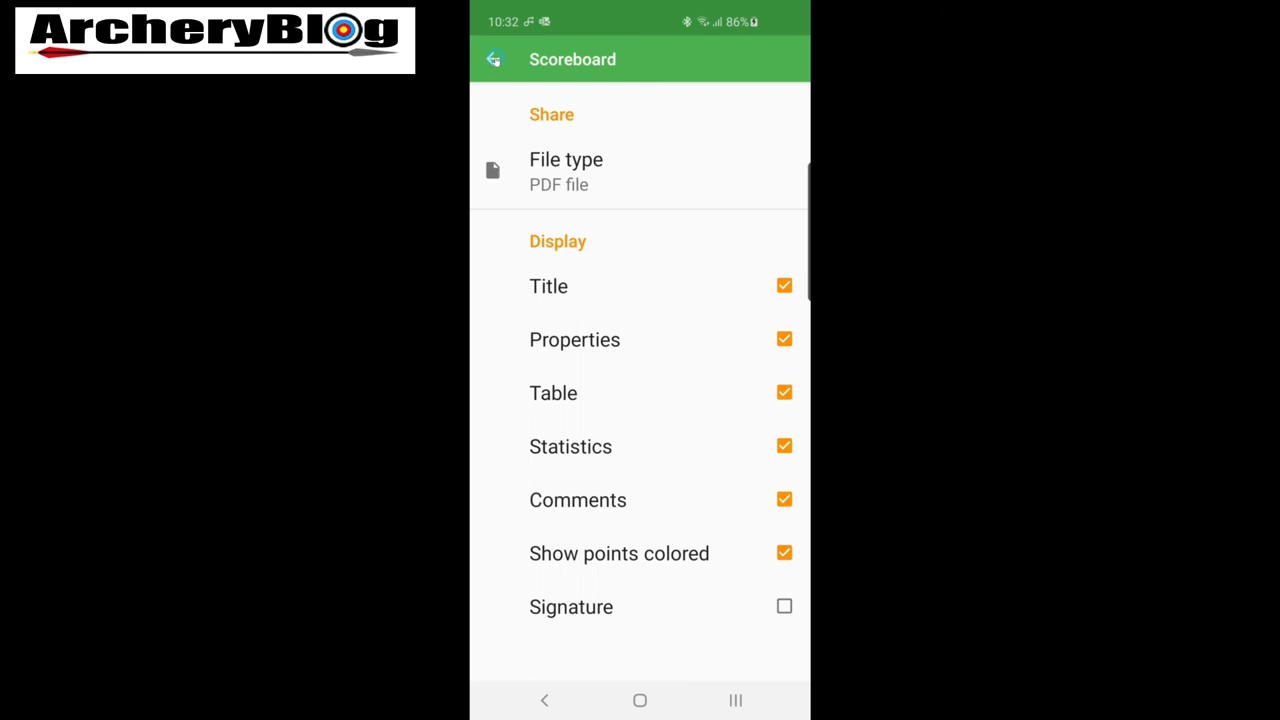 ArcheryBlog
10:32
86%
Scoreboard
Share
File type
PDF file
Display
Title
Properties
Table
Statistics
Comments
Show points colored
Signature